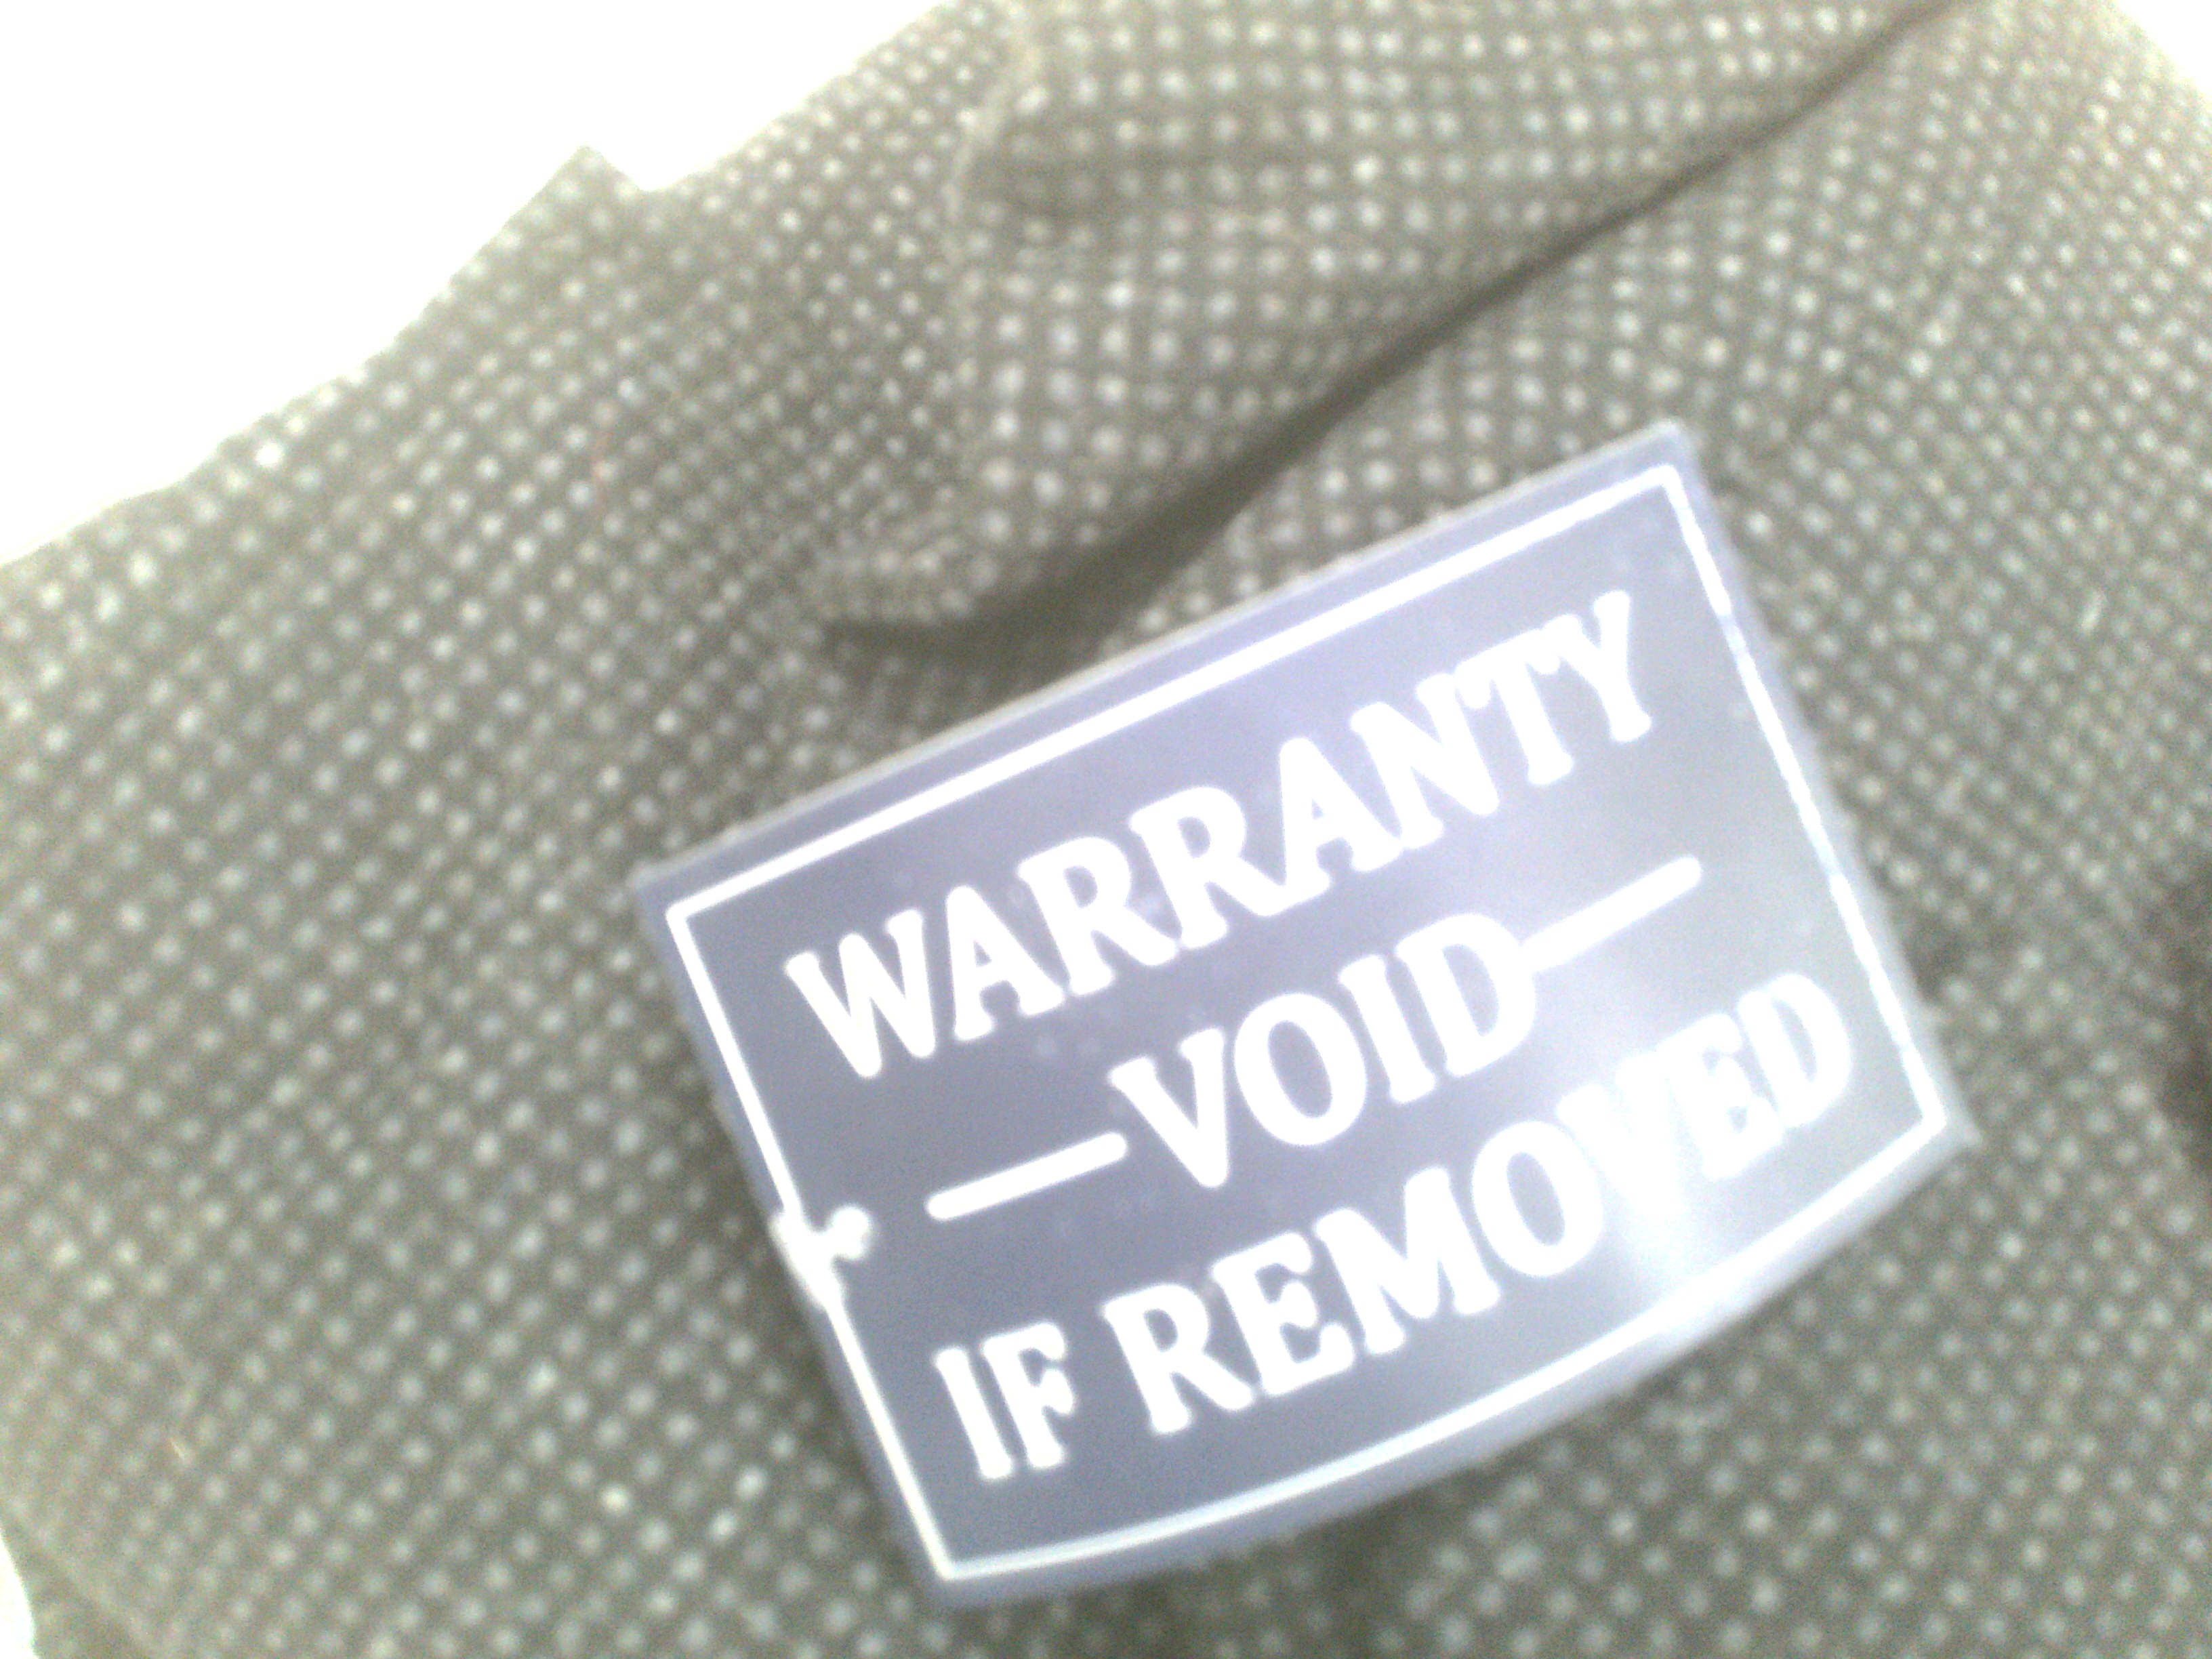 WARRANTY
—VOID—
IF REMOVED